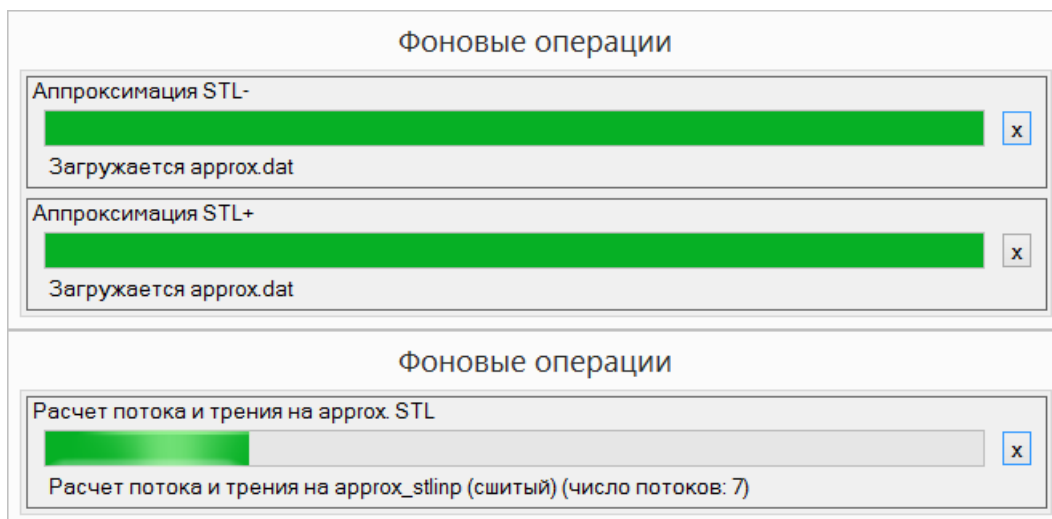 Фоновые операции
Аппроксимация STL-
x
Загружается approx.dat
Аппроксимация STL+
x
Загружается approx.dat
Фоновые операции
Расчет потока и трения на approx. STL
x
Расчет потока и трения на approx_stlinp (сшитый) (число потоков: 7)